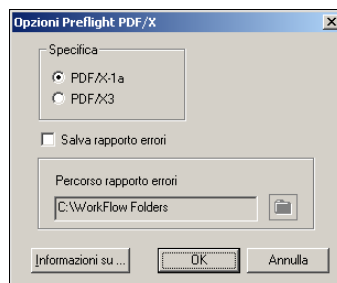 Opzioni Preflight PDF/X
Specifica
PDF/X-1a
PDF/X3
Salva rapporto errori
Percorso rapporto errori
C:\WorkFlow Folders
Informazioni su ...
OK
Annulla